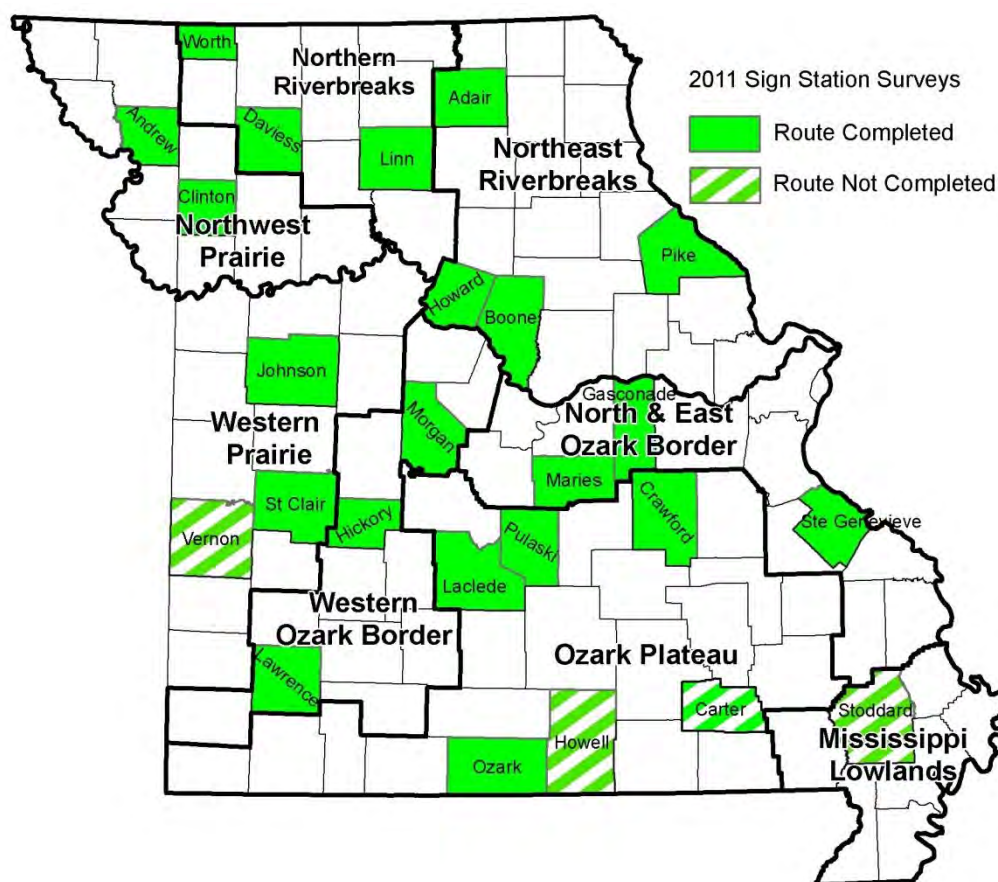 Worth
Northern
Riverbreaks
2011 Sign Station Surveys
Adair
Andrew
Daviess
Route Completed
Linn
Northeast
Riverbreaks
Route Not Completed
Clinton
Northwest
Prairie
Pike
Howard
Boone
Johnson
Gasconade
North & East
Ozark Border
Western
Prairie
Morgan
Maries
St Clair
Hickory
Crawford
Ste Genevieve
Vernon
Pulaski
Laclede
Western
Ozark Border
Ozark Plateau
Lawrence
Carter
Stoddard
Howell
Mississippi
Lowlands
Ozark